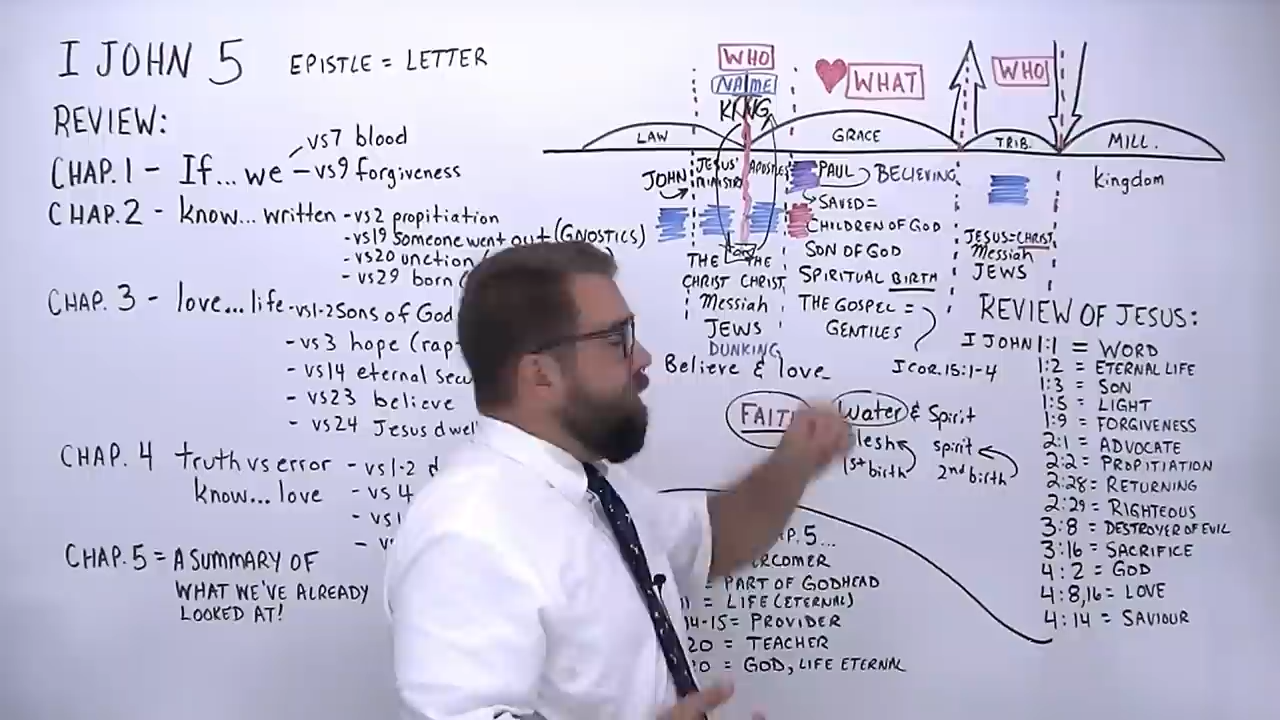 I JOHN 5 EPISTLE = LETTER
REVIEW:
CHAP. 1 - If... we - vs7 blood
- vs9 forgiveness
CHAP. 2 - know... written - vs2 propitiation
- vs19 Someone went out (GNOSTICS)
- vs20 unction
- vs29 born
CHAP. 3 - love... life - vs1-2 Sons of God
- vs3 hope
- vs14 eternal
- vs23 believe
- vs24 Jesus
CHAP. 4 truth vs error - vs1-2
know... love - vs4
CHAP. 5 = A SUMMARY OF
WHAT WE'VE ALREADY
LOOKED AT!
WHO
NAME
KING
WHAT
WHO
LAW
GRACE
TRIB.
MILL.
Kingdom
JOHN
JESUS'
MINISTRY
APOSTLES
THE THE
CHRIST CHRIST
Messiah
JEWS
DUNKING
Believe & love
PAUL BELIEVING
SAVED =
CHILDREN OF GOD
SON OF GOD
SPIRITUAL BIRTH
THE GOSPEL =
GENTILES
I COR. 15:1-4
JESUS = CHRIST
Messiah
JEWS
Water & Spirit
spirit
1st birth 2nd birth
= PART OF GODHEAD
= LIFE (ETERNAL)
14-15 = PROVIDER
20 = TEACHER
= GOD, LIFE ETERNAL
REVIEW OF JESUS:
I JOHN 1:1 = WORD
1:2 = ETERNAL LIFE
1:3 = SON
1:5 = LIGHT
1:9 = FORGIVENESS
2:1 = ADVOCATE
2:2 = PROPITIATION
2:28 = RETURNING
2:29 = RIGHTEOUS
3:8 = DESTROYER OF EVIL
3:16 = SACRIFICE
4:2 = GOD
4:8,16 = LOVE
4:14 = SAVIOUR